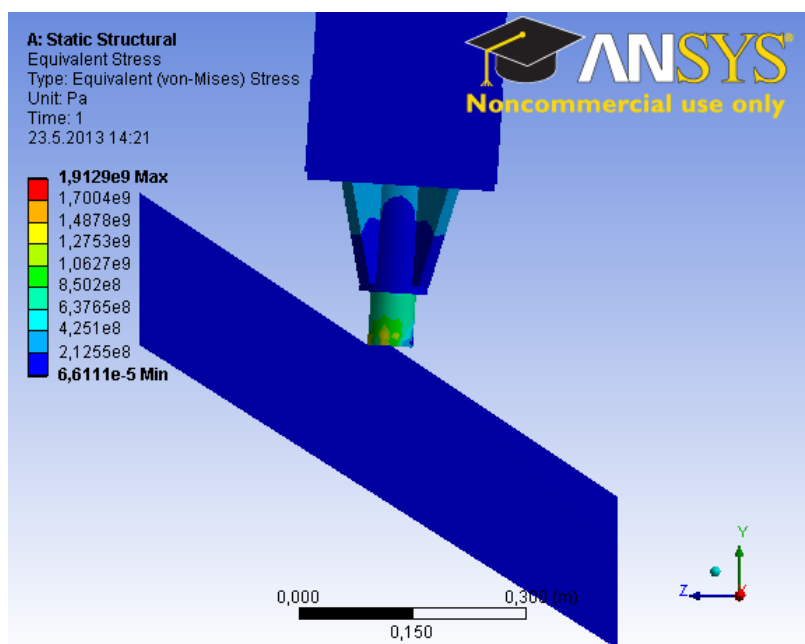 A: Static Structural
Equivalent Stress
Type: Equivalent (von-Mises) Stress
Unit: Pa
Time: 1
23.5.2013 14:21
ANSYS®
Noncommercial use only
1,9129e9 Max
1,7004e9
1,4878e9
1,2753e9
1,0627e9
8,502e8
6,3765e8
4,251e8
2,1255e8
6,6111e-5 Min
0,000
0,300 (m)
0,150
Y
Z